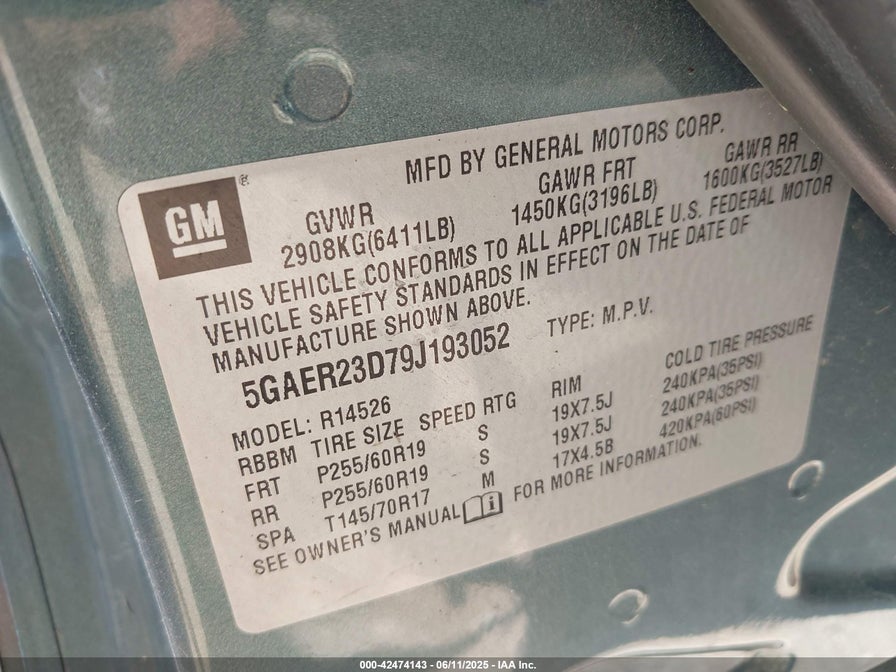 MFD BY GENERAL MOTORS CORP.
GM®
GVWR GAWR FRT GAWR RR
2908KG(6411LB) 1450KG(3196LB) 1600KG(3527LB)
THIS VEHICLE CONFORMS TO ALL APPLICABLE U.S. FEDERAL MOTOR
VEHICLE SAFETY STANDARDS IN EFFECT ON THE DATE OF
MANUFACTURE SHOWN ABOVE.
5GAER23D79J193052 TYPE: M.P.V.
MODEL: R14526
RBBM TIRE SIZE SPEED RTG RIM COLD TIRE PRESSURE
FRT P255/60R19 S 19X7.5J 240KPA(35PSI)
RR P255/60R19 S 19X7.5J 240KPA(35PSI)
SPA T145/70R17 M 17X4.5B 420KPA(60PSI)
SEE OWNER'S MANUAL FOR MORE INFORMATION.
000-42474143 - 06/11/2025 - IAA Inc.